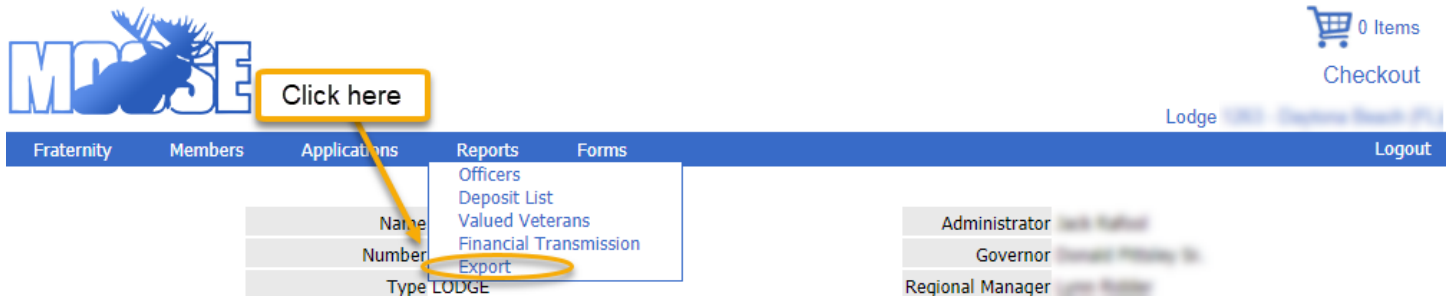 MOOSE
0 Items
Checkout
Click here
Lodge
Fraternity Members Applications Reports Forms Logout
Officers
Deposit List
Valued Veterans
Financial Transmission
Export
Name
Number
Type LODGE
Administrator
Governor
Regional Manager